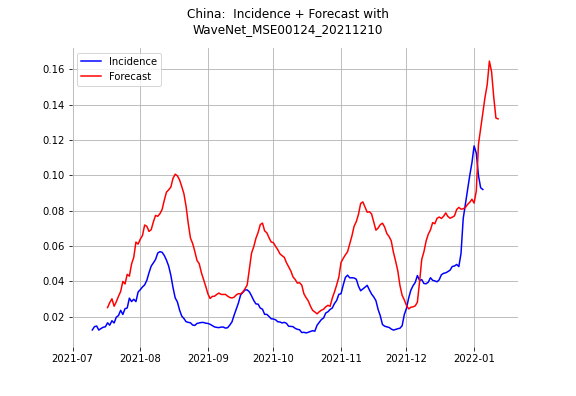 China:  Incidence + Forecast with
WaveNet_MSE00124_20211210
Incidence
Forecast
0.16
0.14
0.12
0.10
0.08
0.06
0.04
0.02
2021-07 2021-08 2021-09 2021-10 2021-11 2021-12 2022-01